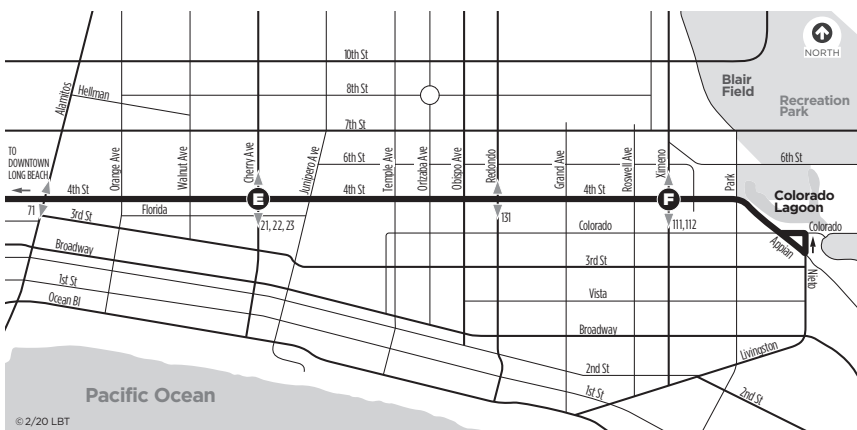 10th St
NORTH
Blair
Field
Recreation
Park
Alamitos
Hellman
8th St
7th St
TO
DOWNTOWN
LONG BEACH
Orange Ave
Walnut Ave
Cherry Ave
Junipero Ave
6th St
Temple Ave
Orizaba Ave
Obispo Ave
Redondo
Grand Ave
Roswell Ave
Ximeno
Park
6th St
4th St
E
4th St
4th St
F
Colorado
Lagoon
71
3rd St
Florida
21, 22, 23
131
Colorado
111, 112
Colorado
Appian
Broadway
3rd St
Nieto
1st St
Vista
Ocean Bl
Broadway
Livingston
2nd St
1st St
2nd St
Pacific Ocean
© 2/20 LBT